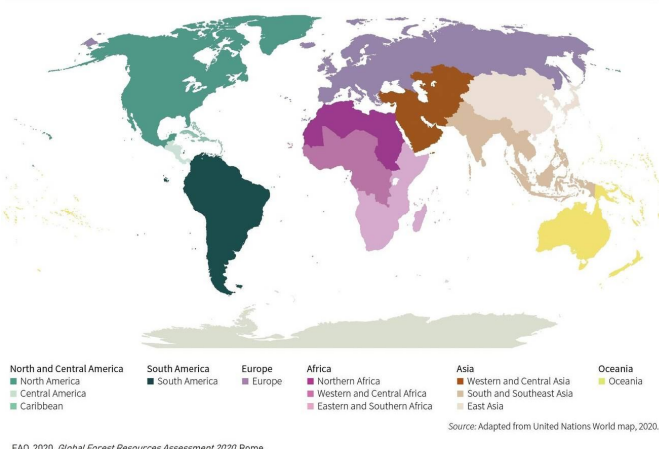 North and Central America
North America
Central America
Caribbean
South America
South America
Europe
Europe
Africa
Northern Africa
Western and Central Africa
Eastern and Southern Africa
Asia
Western and Central Asia
South and Southeast Asia
East Asia
Oceania
Oceania
Source: Adapted from United Nations World map, 2020.
FAO. 2020. Global Forest Resources Assessment 2020. Rome.